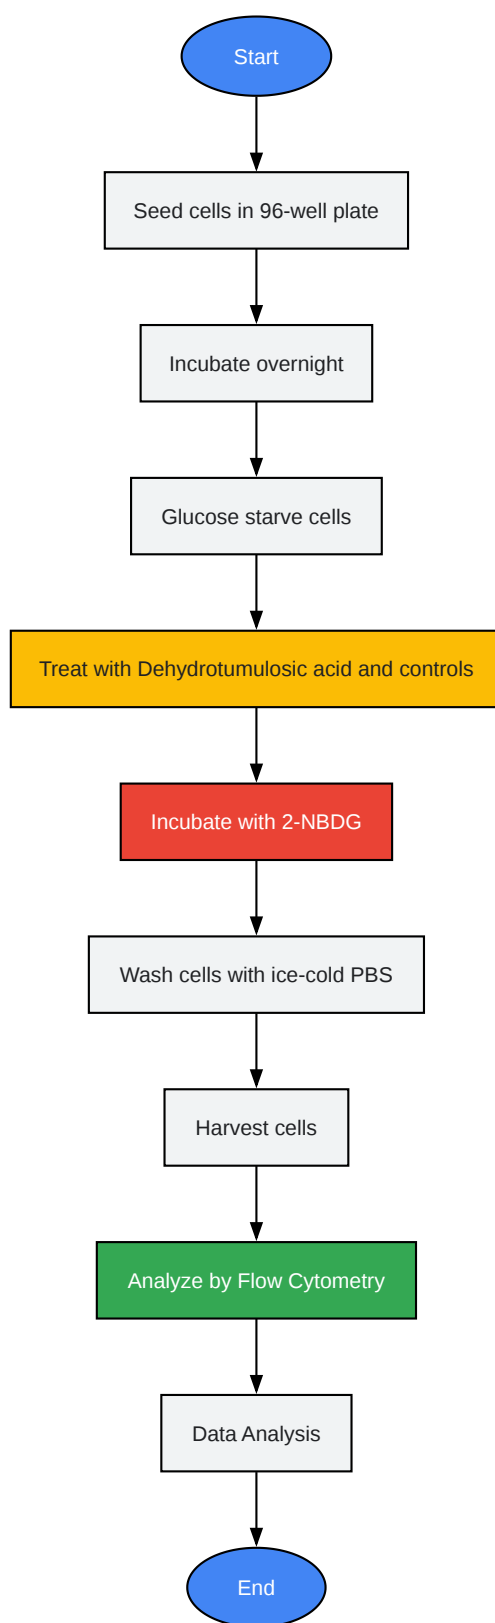 Start
Seed cells in 96-well plate
Incubate overnight
Glucose starve cells
Treat with Dehydrotumulosic acid and controls
Incubate with 2-NBDG
Wash cells with ice-cold PBS
Harvest cells
Analyze by Flow Cytometry
Data Analysis
End